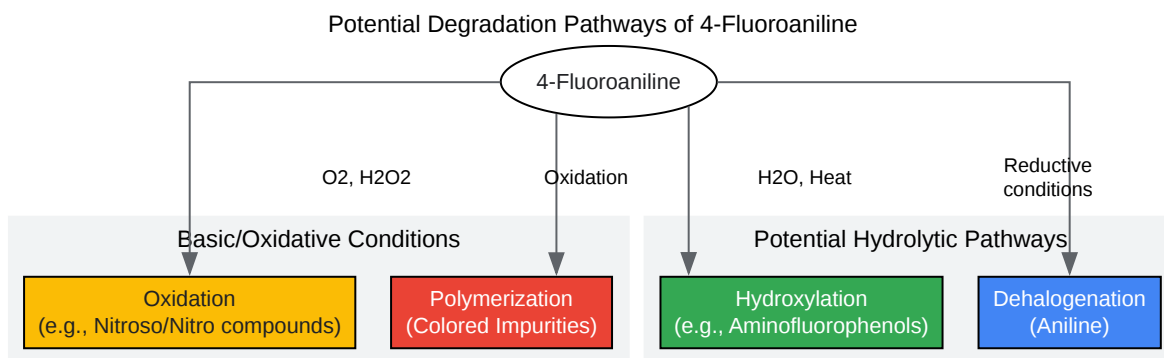 Potential Degradation Pathways of 4-Fluoroaniline
4-Fluoroaniline
O2, H2O2
Oxidation
H2O, Heat
Reductive
conditions
Basic/Oxidative Conditions
Potential Hydrolytic Pathways
Oxidation
(e.g., Nitroso/Nitro compounds)
Polymerization
(Colored Impurities)
Hydroxylation
(e.g., Aminofluorophenols)
Dehalogenation
(Aniline)